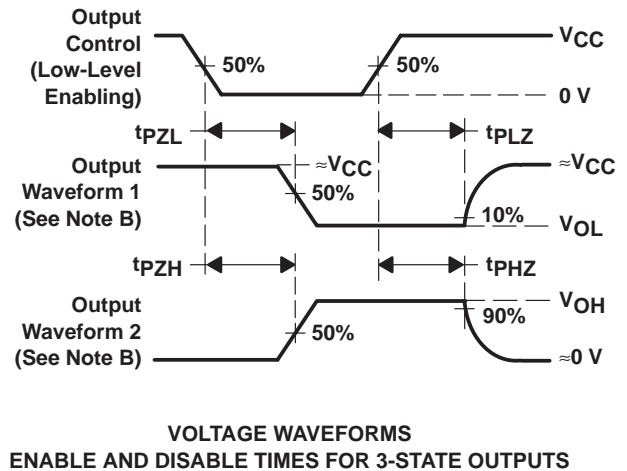 Output
Control
(Low-Level
Enabling)
50%
50%
VCC
0 V
tPZL
tPLZ
Output
Waveform 1
(See Note B)
≈VCC
50%
≈VCC
10%
VOL
tPZH
tPHZ
Output
Waveform 2
(See Note B)
50%
VOH
90%
≈0 V
VOLTAGE WAVEFORMS
ENABLE AND DISABLE TIMES FOR 3-STATE OUTPUTS